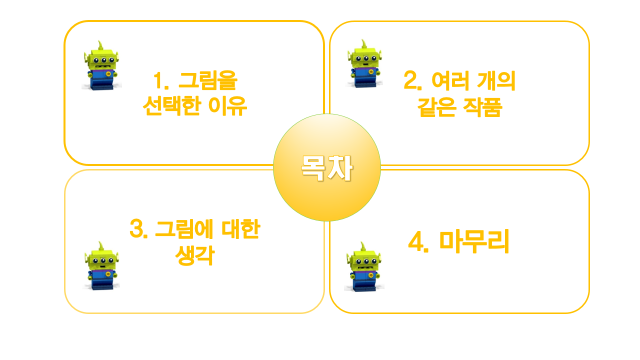 1. 그림을
선택한 이유
2. 여러 개의
같은 작품
목차
3. 그림에 대한
생각
4. 마무리